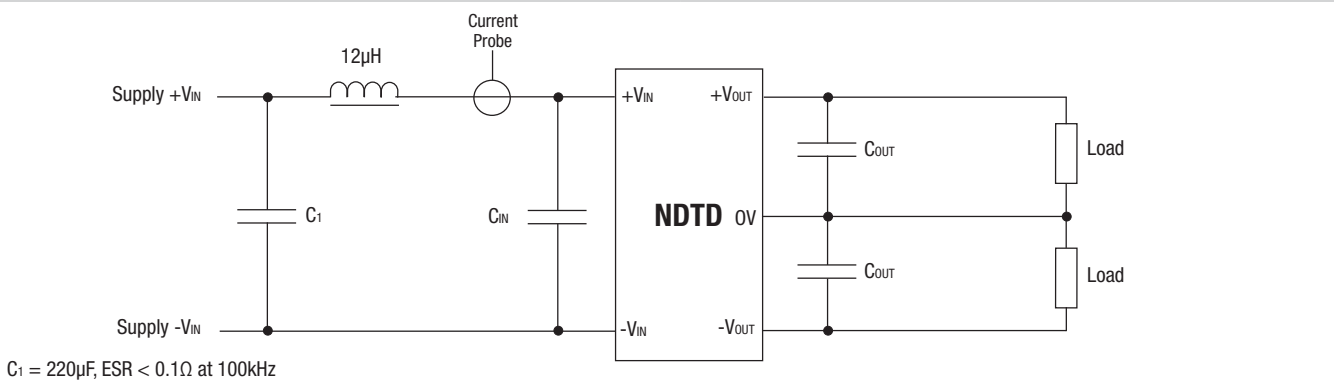 Current
Probe
12µH
Supply +VIN
+VIN
+VOUT
COUT
Load
C1
CIN
NDTD
0V
COUT
Load
Supply -VIN
-VIN
-VOUT
C1 = 220µF, ESR < 0.1Ω at 100kHz